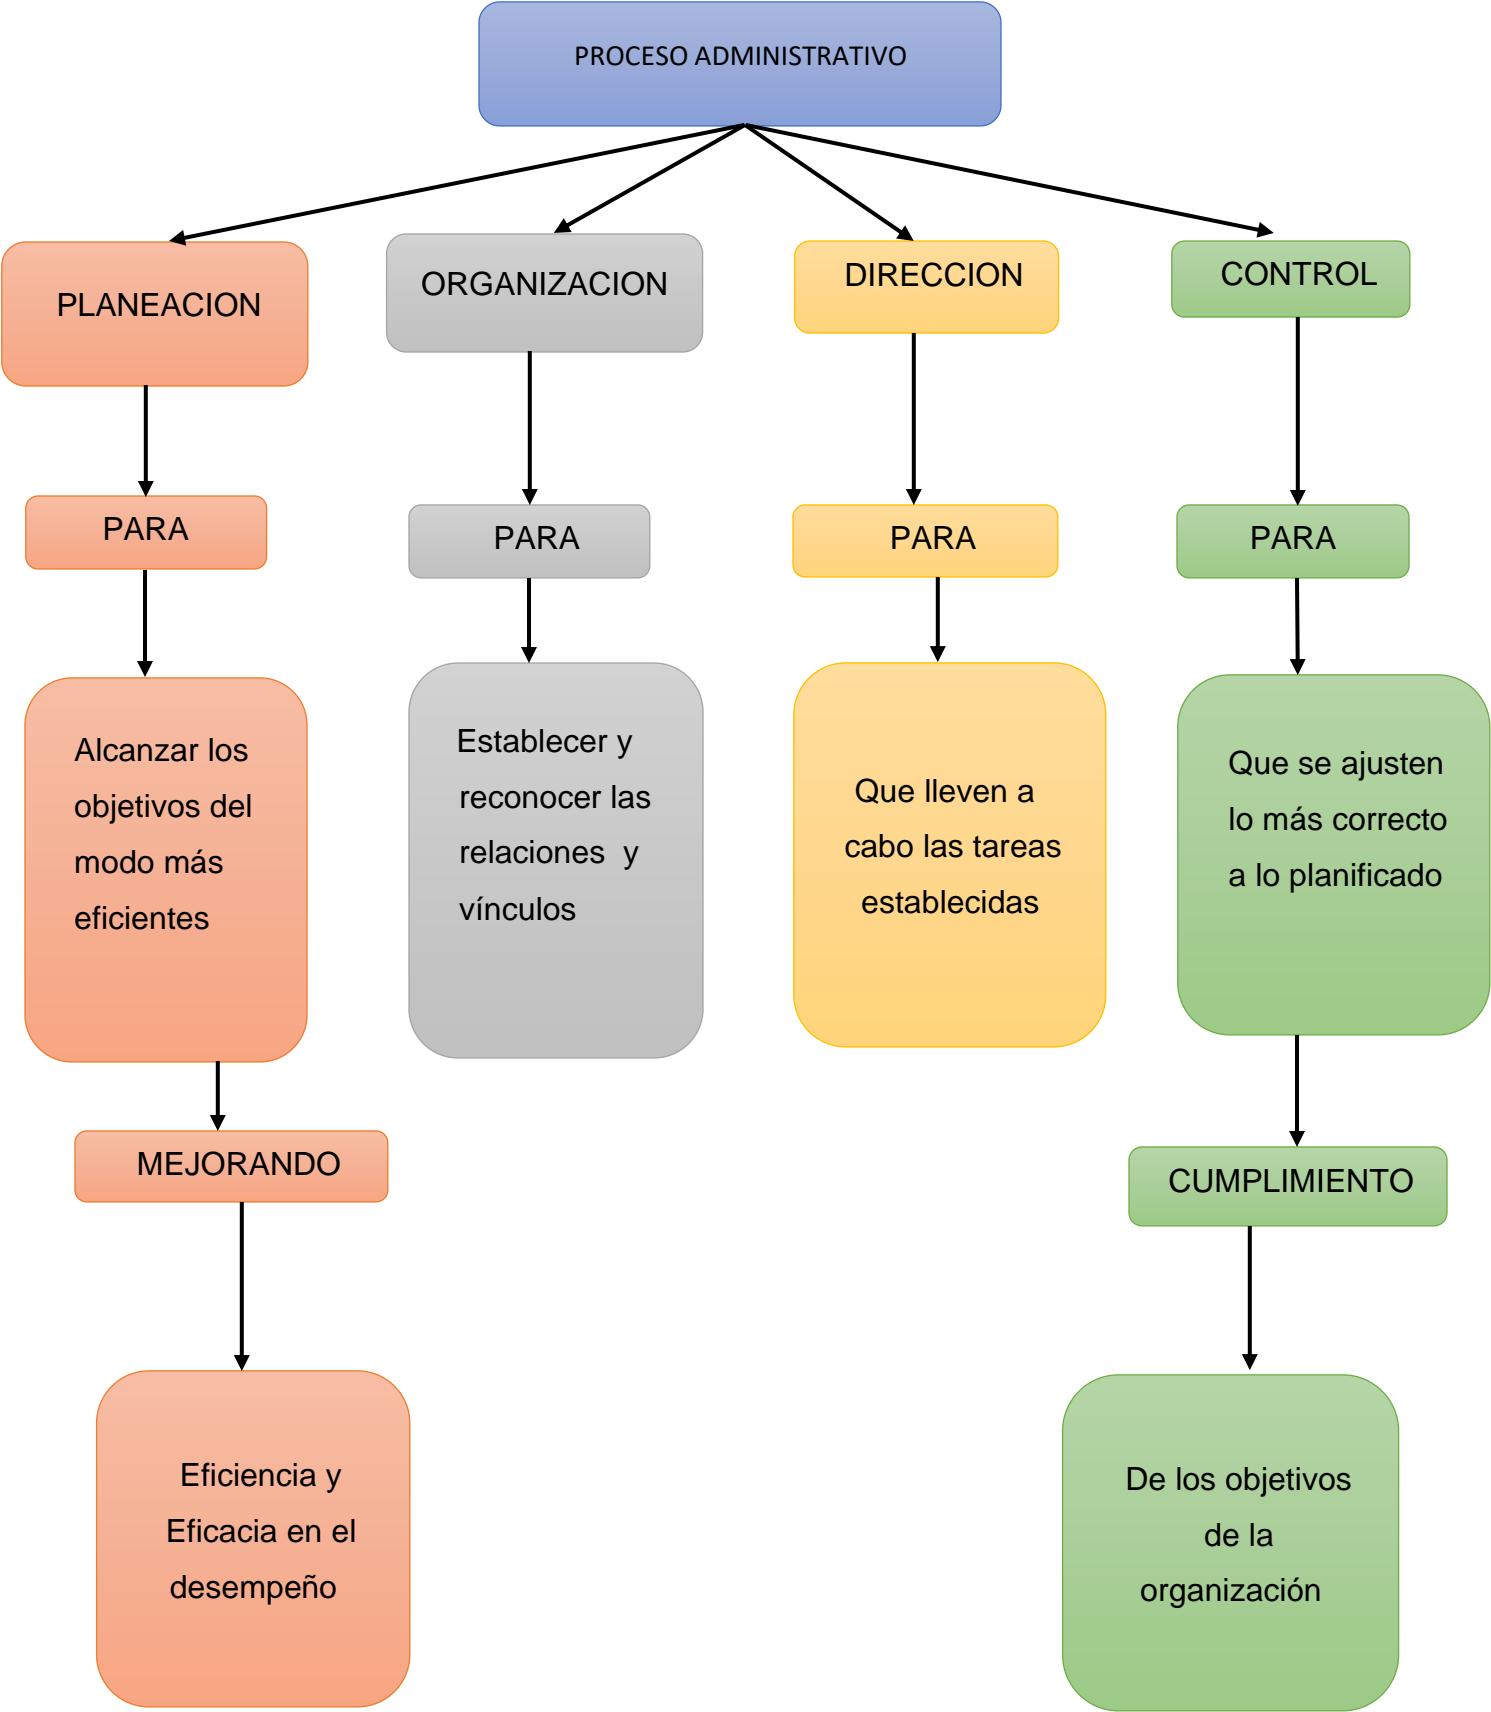 PROCESO ADMINISTRATIVO
PLANEACION
ORGANIZACION
DIRECCION
CONTROL
PARA
PARA
PARA
PARA
Alcanzar los
objetivos del
modo más
eficientes
Establecer y
reconocer las
relaciones y
vínculos
Que lleven a
cabo las tareas
establecidas
Que se ajusten
lo más correcto
a lo planificado
MEJORANDO
CUMPLIMIENTO
Eficiencia y
Eficacia en el
desempeño
De los objetivos
de la
organización